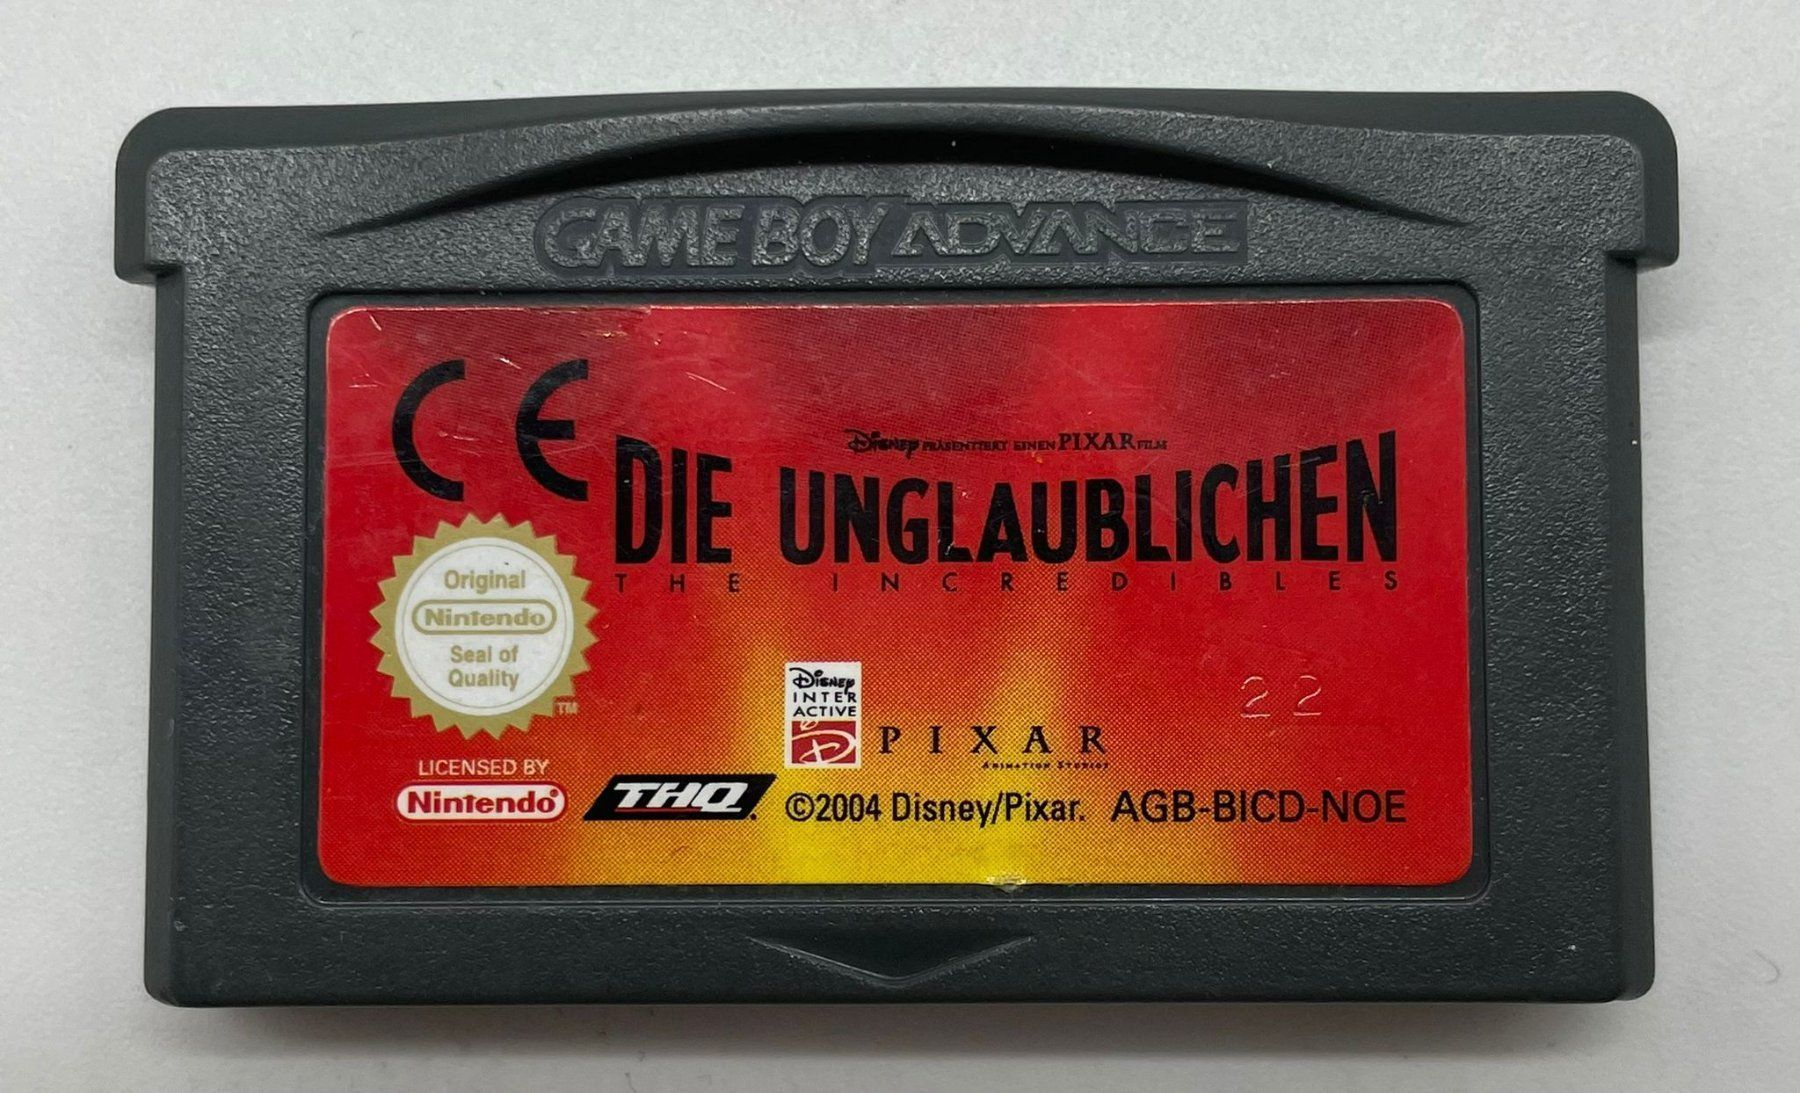 GAME BOY ADVANCE
CE
Disney PRÄSENTIERT EINEN PIXAR FILM
DIE UNGLAUBLICHEN
THE INCREDIBLES
Original
Nintendo
Seal of
Quality
TM
Disney
INTER
ACTIVE
D
PIXAR
ANIMATION STUDIOS
22
LICENSED BY
Nintendo®
THQ
©2004 Disney/Pixar. AGB-BICD-NOE